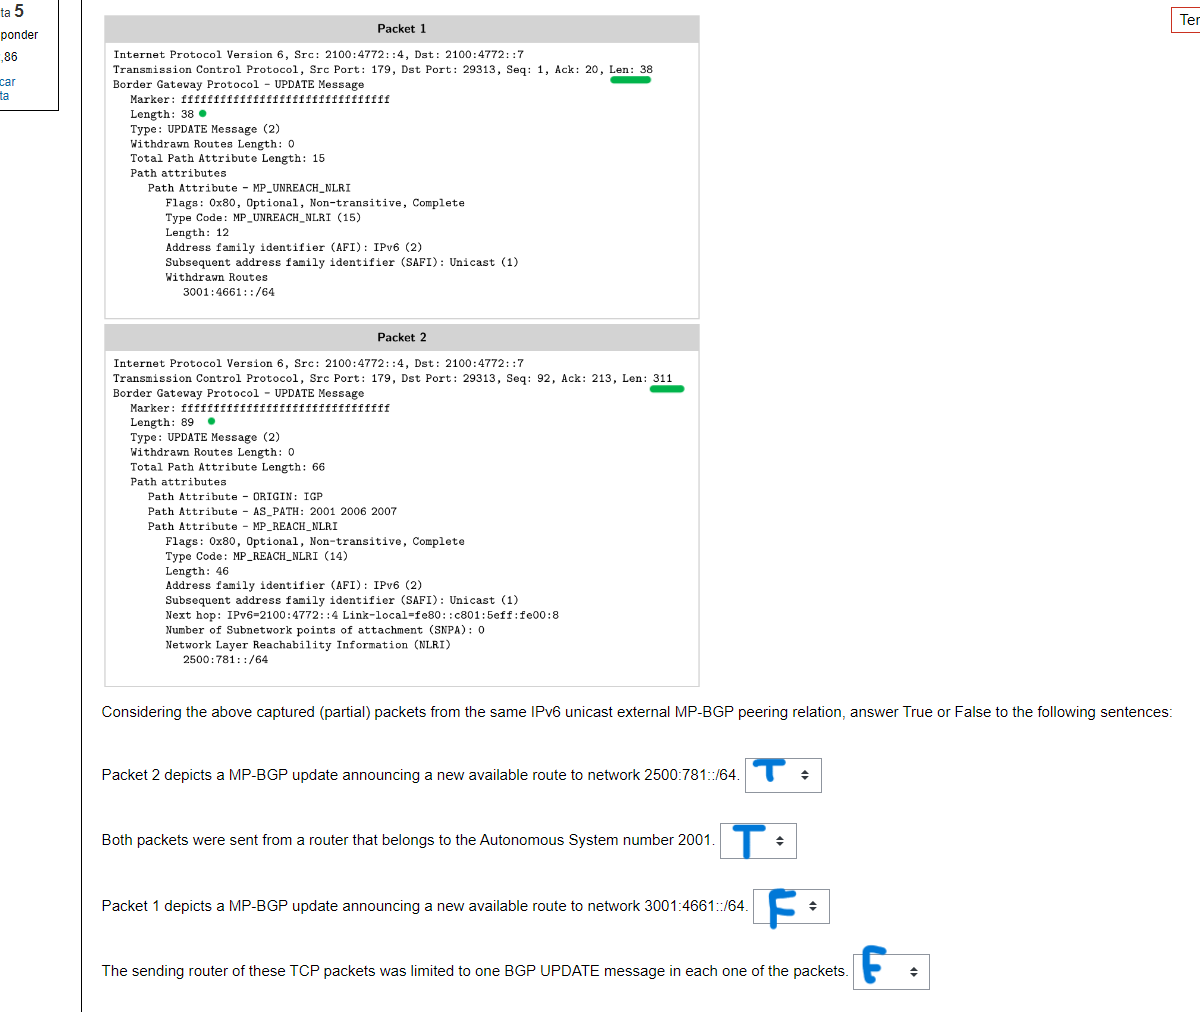 ta 5
ponder
,86
car
ta
Ter
Packet 1
Internet Protocol Version 6, Src: 2100:4772::4, Dst: 2100:4772::7
Transmission Control Protocol, Src Port: 179, Dst Port: 29313, Seq: 1, Ack: 20, Len: 38
Border Gateway Protocol - UPDATE Message
Marker: ffffffffffffffffffffffffffffffff
Length: 38
Type: UPDATE Message (2)
Withdrawn Routes Length: 0
Total Path Attribute Length: 15
Path attributes
Path Attribute - MP_UNREACH_NLRI
Flags: 0x80, Optional, Non-transitive, Complete
Type Code: MP_UNREACH_NLRI (15)
Length: 12
Address family identifier (AFI): IPv6 (2)
Subsequent address family identifier (SAFI): Unicast (1)
Withdrawn Routes
3001:4661::/64
Packet 2
Internet Protocol Version 6, Src: 2100:4772::4, Dst: 2100:4772::7
Transmission Control Protocol, Src Port: 179, Dst Port: 29313, Seq: 92, Ack: 213, Len: 311
Border Gateway Protocol - UPDATE Message
Marker: ffffffffffffffffffffffffffffffff
Length: 89
Type: UPDATE Message (2)
Withdrawn Routes Length: 0
Total Path Attribute Length: 66
Path attributes
Path Attribute - ORIGIN: IGP
Path Attribute - AS_PATH: 2001 2006 2007
Path Attribute - MP_REACH_NLRI
Flags: 0x80, Optional, Non-transitive, Complete
Type Code: MP_REACH_NLRI (14)
Length: 46
Address family identifier (AFI): IPv6 (2)
Subsequent address family identifier (SAFI): Unicast (1)
Next hop: IPv6=2100:4772::4 Link-local=fe80::c801:5eff:fe00:8
Number of Subnetwork points of attachment (SNPA): 0
Network Layer Reachability Information (NLRI)
2500:781::/64
Considering the above captured (partial) packets from the same IPv6 unicast external MP-BGP peering relation, answer True or False to the following sentences:
Packet 2 depicts a MP-BGP update announcing a new available route to network 2500:781::/64. T
Both packets were sent from a router that belongs to the Autonomous System number 2001. T
Packet 1 depicts a MP-BGP update announcing a new available route to network 3001:4661::/64. F
The sending router of these TCP packets was limited to one BGP UPDATE message in each one of the packets. F